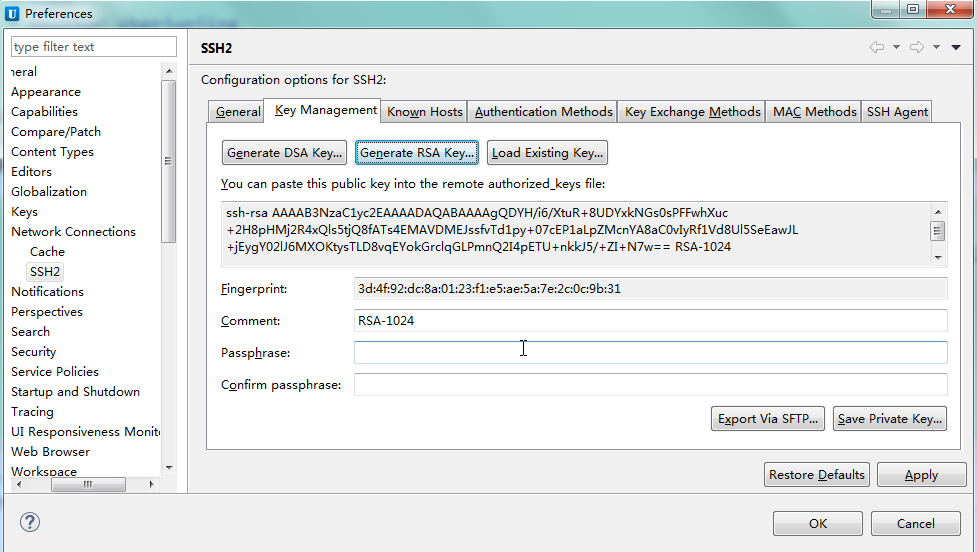 Preferences
type filter text
neral
Appearance
Capabilities
Compare/Patch
Content Types
Editors
Globalization
Keys
Network Connections
Cache
SSH2
Notifications
Perspectives
Search
Security
Service Policies
Startup and Shutdown
Tracing
UI Responsiveness Monito
Web Browser
Workspace
SSH2
Configuration options for SSH2:
General Key Management Known Hosts Authentication Methods Key Exchange Methods MAC Methods SSH Agent
Generate DSA Key... Generate RSA Key... Load Existing Key...
You can paste this public key into the remote authorized_keys file:
ssh-rsa AAAAB3NzaC1yc2EAAAADAQABAAAAgQDYH/i6/XtuR+8UDYxkNGs0sPFFwhXuc
+2H8pHMj2R4xQls5tjQ8fATs4EMAVDMEJssfvTd1py+07cEP1aLpZMcnYA8aC0vIyRf1Vd8Ul5SeEawJL
+jEygY02lJ6MXOKtysTLD8vqEYokGrclqGLPmnQ2I4pETU+nkkJ5/+ZI+N7w== RSA-1024
Fingerprint: 3d:4f:92:dc:8a:01:23:f1:e5:ae:5a:7e:2c:0c:9b:31
Comment: RSA-1024
Passphrase:
Confirm passphrase:
Export Via SFTP... Save Private Key...
Restore Defaults Apply
OK Cancel